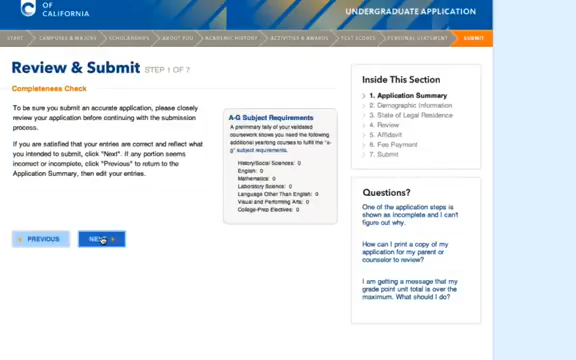 OF
CALIFORNIA
UNDERGRADUATE APPLICATION
START
CAMPUSES & MAJORS
SCHOLARSHIPS
ABOUT YOU
ACADEMIC HISTORY
ACTIVITIES & AWARDS
TEST SCORES
PERSONAL STATEMENT
SUBMIT
Review & Submit STEP 1 OF 7
Completeness Check
To be sure you submit an accurate application, please closely
review your application before continuing with the submission
process.
If you are satisfied that your entries are correct and reflect what
you intended to submit, click "Next". If any portion seems
incorrect or incomplete, click "Previous" to return to the
Application Summary, then edit your entries.
A-G Subject Requirements
A preliminary tally of your validated
coursework shows you need the following
additional yearlong courses to fulfill the "a-
g" subject requirements.
History/Social Sciences: 0
English: 0
Mathematics: 0
Laboratory Science: 0
Language Other Than English: 0
Visual and Performing Arts: 0
College-Prep Electives: 0
PREVIOUS
NEXT
Inside This Section
1. Application Summary
2. Demographic Information
3. State of Legal Residence
4. Review
5. Affidavit
6. Fee Payment
7. Submit
Questions?
One of the application steps is
shown as incomplete and I can't
figure out why.
How can I print a copy of my
application for my parent or
counselor to review?
I am getting a message that my
grade point unit total is over the
maximum. What should I do?